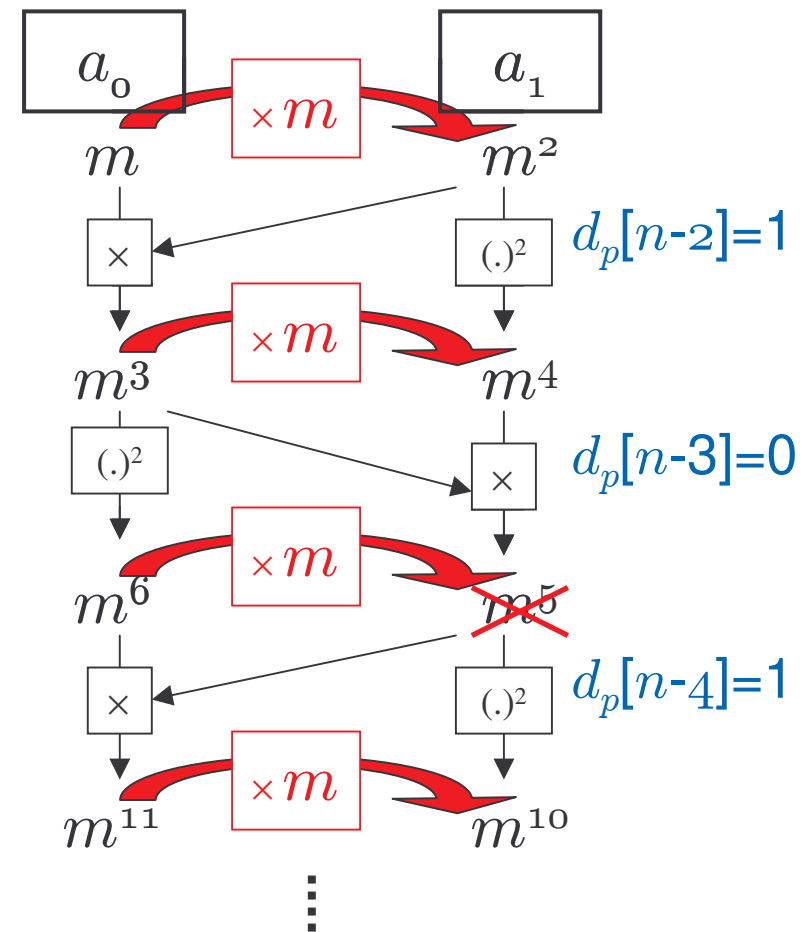 a₀ × m a₁
m m²
× (.)² dₚ[n-2]=1
× m
m³ m⁴
(.)² × dₚ[n-3]=0
× m
m⁶ m⁵
× (.)² dₚ[n-4]=1
× m
m¹¹ m¹⁰